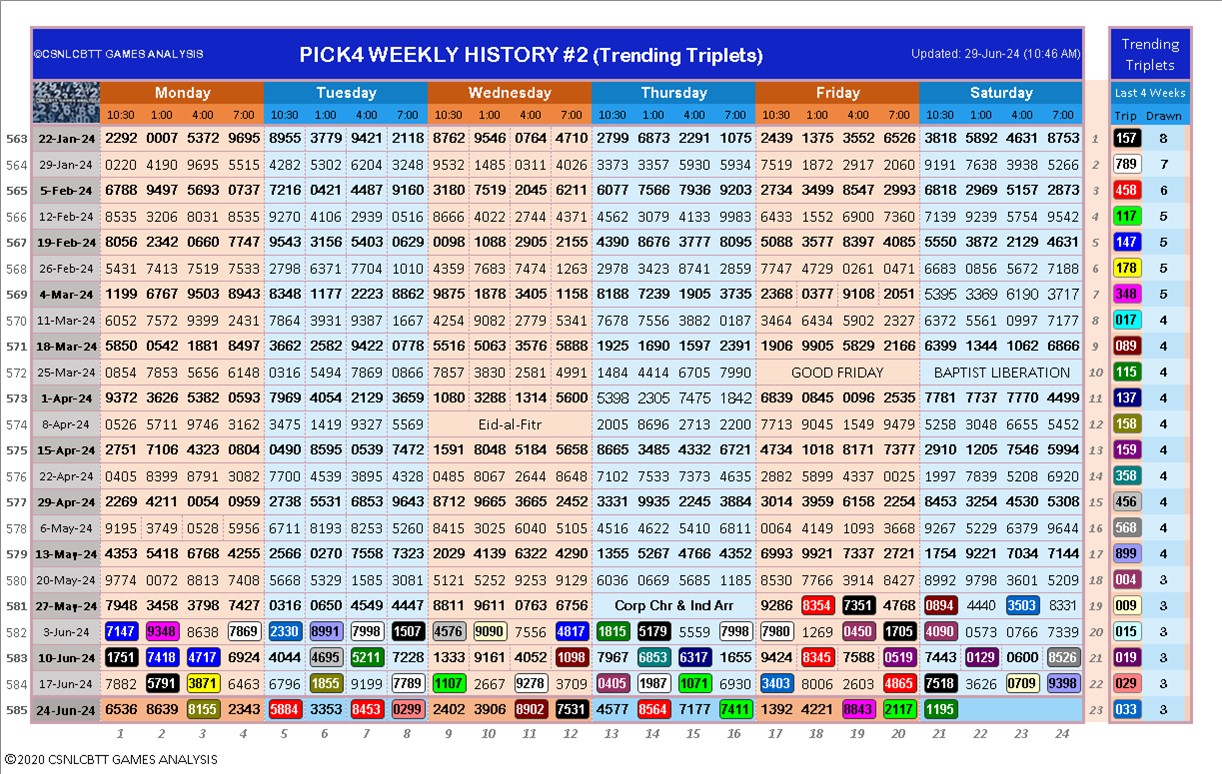 ©CSNLCBTT GAMES ANALYSIS PICK4 WEEKLY HISTORY #2 (Trending Triplets) Updated: 29-Jun-24 (10:46 AM) Trending Triplets
Monday Tuesday Wednesday Thursday Friday Saturday Last 4 Weeks
10:30 1:00 4:00 7:00 10:30 1:00 4:00 7:00 10:30 1:00 4:00 7:00 10:30 1:00 4:00 7:00 10:30 1:00 4:00 7:00 10:30 1:00 4:00 7:00 Trip Drawn
563 22-Jan-24 2292 0007 5372 9695 8955 3779 9421 2118 8762 9546 0764 4710 2799 6873 2291 1075 2439 1375 3552 6526 3818 5892 4631 8753 1 157 8
564 29-Jan-24 0220 4190 9695 5515 4282 5302 6204 3248 0532 1485 0311 4026 3373 3357 5930 5934 7519 1872 2917 2060 9191 7638 3938 5266 2 789 7
565 5-Feb-24 6788 9497 5693 0737 7216 0421 4487 9160 3180 7519 2045 6211 6077 7566 7936 9203 2734 3499 8547 2993 6818 2969 5157 2873 3 458 6
566 12-Feb-24 8535 3206 8031 8535 9270 4106 2939 0516 8666 4022 2744 4371 4562 3079 4133 9983 6433 1552 6900 7360 7139 9239 5754 9542 4 117 5
567 19-Feb-24 8056 2342 0660 7747 9543 3156 5403 0629 0098 1088 2905 2155 4390 8676 3777 8095 5088 3577 8397 4085 5550 3872 2129 4631 5 147 5
568 26-Feb-24 5431 7413 7519 7533 2798 6371 7704 1010 4359 7683 7474 1263 2978 3423 8741 2859 7747 4729 0261 0471 6683 0856 5672 7188 6 178 5
569 4-Mar-24 1199 6767 9503 8943 8348 1177 2223 8862 9875 1878 3405 1158 8188 7239 1905 3735 2368 0377 9108 2051 5395 3369 6190 3717 7 348 5
570 11-Mar-24 6052 7572 9399 2431 7864 3931 9387 1667 4254 9082 2779 5341 7678 7556 3882 0187 3464 6434 5902 2327 6372 5561 0997 7177 8 017 4
571 18-Mar-24 5850 0542 1881 8497 3662 2582 9422 0778 9516 5063 3576 5888 1925 1690 1597 2391 1906 9905 5829 2166 6399 1344 1062 6866 9 089 4
572 25-Mar-24 0854 7853 5656 6148 0316 5494 7869 0866 7857 3830 2581 4991 1484 4414 6705 7990 GOOD FRIDAY BAPTIST LIBERATION 10 115 4
573 1-Apr-24 9372 3626 5382 0593 7969 4054 2129 3659 1080 3288 1314 5600 5398 2305 7475 1842 6839 0845 0096 2535 7781 7737 7770 4499 11 137 4
574 8-Apr-24 0526 5711 9746 3162 3475 1419 9327 5569 Eid-al-Fitr 2005 8696 2713 2200 7713 9045 1549 9479 5258 3048 6655 5452 12 158 4
575 15-Apr-24 2751 7106 4323 0804 0490 8595 0539 7472 1591 8048 5184 5658 8665 3485 4332 6721 4734 1018 8171 7377 2910 1205 7546 5994 13 159 4
576 22-Apr-24 0405 8399 8791 3082 7700 4539 3895 4328 0485 8067 2644 8648 7102 7533 7373 4635 2882 5899 4337 0025 1997 7839 5208 6920 14 358 4
577 29-Apr-24 2269 4211 0054 0959 2738 5531 6853 9643 8712 9665 3665 2452 3331 9935 2245 3884 3014 3959 6158 2254 8453 3254 4530 5308 15 456 4
578 6-May-24 9195 3749 0528 5956 6711 8193 8253 5260 8415 3025 6040 5105 4516 4622 5410 6811 0064 4149 1093 3668 9267 5229 6379 9644 16 568 4
579 13-May-24 4353 5418 6768 4255 2566 0270 7558 7323 2029 4139 6322 4290 1355 5267 4766 4352 6993 9921 7337 2721 1754 9221 7034 7144 17 899 4
580 20-May-24 9774 0072 8813 7408 5668 5329 1585 3081 5121 5252 9253 9129 6036 0669 5685 1185 8530 7766 3914 8427 8992 9798 3601 5209 18 004 3
581 27-May-24 7948 3458 3798 7427 0316 0650 4549 4447 8811 9611 0763 6756 Corp Chr & Ind Arr 9286 8354 7351 4768 0894 4440 3503 8331 19 009 3
582 3-Jun-24 7147 9348 8638 7869 2330 8991 7998 1507 4576 9090 7556 4817 1815 5179 5559 7998 7980 1269 0450 1705 4090 0573 0766 7339 20 015 3
583 10-Jun-24 1751 7418 4717 6924 4044 4695 5211 7228 1333 9161 4052 1098 7967 6853 6317 1655 9424 8345 7588 0519 7443 0129 0600 8526 21 019 3
584 17-Jun-24 7882 5791 3871 6463 6796 1855 9199 7789 1107 2667 9278 3709 0405 1987 1071 6930 3403 8006 2603 4865 7518 3626 0709 9398 22 029 3
585 24-Jun-24 6536 8639 8155 2343 5884 3353 8453 0299 2402 3906 8902 7531 4577 8564 7177 7411 1392 4221 8843 2117 1195 23 033 3
1 2 3 4 5 6 7 8 9 10 11 12 13 14 15 16 17 18 19 20 21 22 23 24
©2020 CSNLCBTT GAMES ANALYSIS